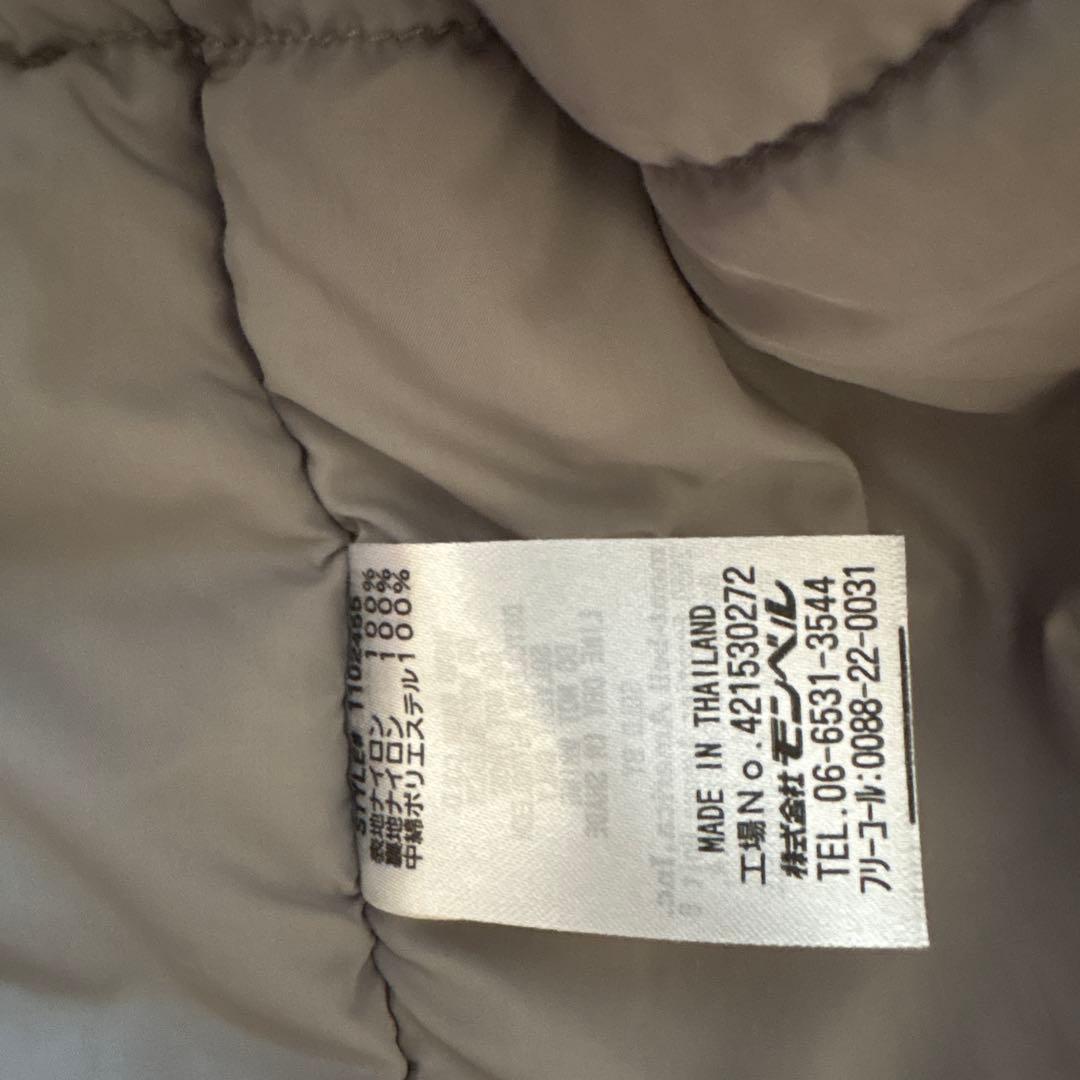 STYLE# 1102455
表地ナイロン 100%
裏地ナイロン 100%
中綿ポリエステル100%
MADE IN THAILAND
工場No.421530272
株式会社モンベル
TEL.06-6531-3544
フリーコール:0088-22-0031